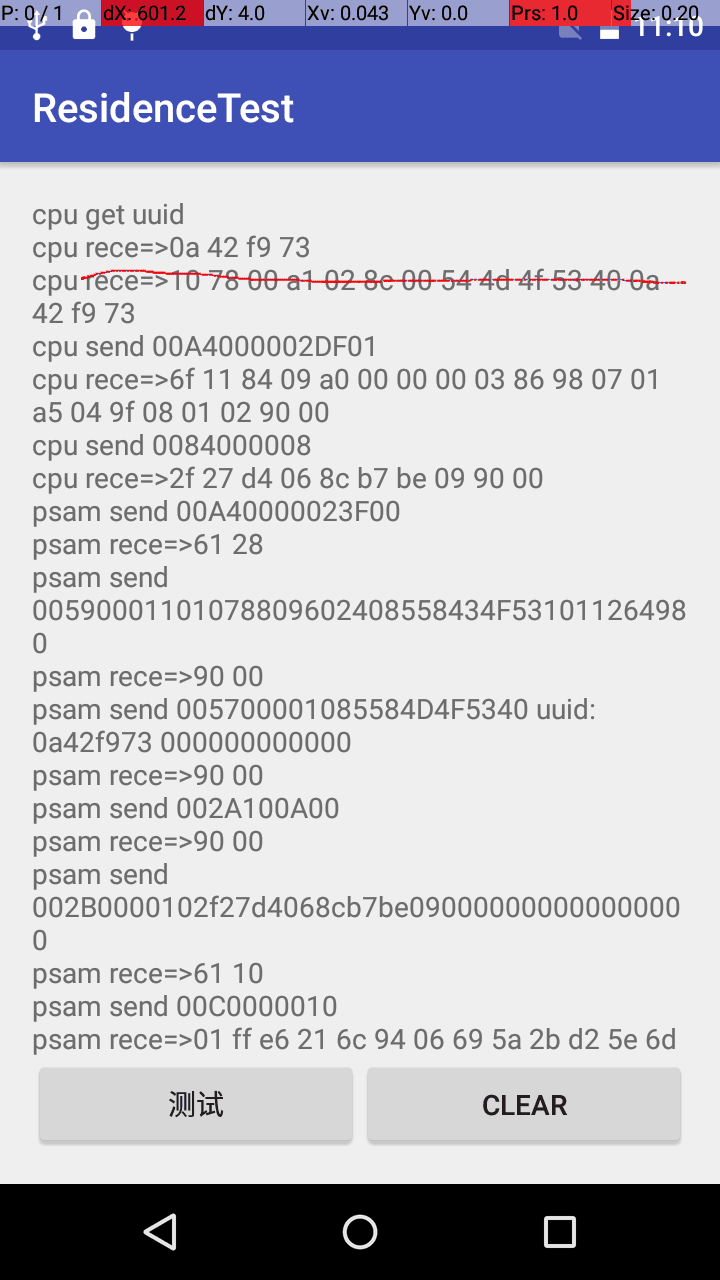 P: 0 / 1 dX: 601.2 dY: 4.0 Xv: 0.043 Yv: 0.0 Prs: 1.0 Size: 0.20
11:10
ResidenceTest
cpu get uuid
cpu rece=>0a 42 f9 73
cpu rece=>10 78 00 a1 02 8c 00 54 4d 4f 53 40 0a
42 f9 73
cpu send 00A4000002DF01
cpu rece=>6f 11 84 09 a0 00 00 00 03 86 98 07 01
a5 04 9f 08 01 02 90 00
cpu send 0084000008
cpu rece=>2f 27 d4 06 8c b7 be 09 90 00
psam send 00A40000023F00
psam rece=>61 28
psam send
00590001101078809602408558434F53101126498
0
psam rece=>90 00
psam send 005700001085584D4F5340 uuid:
0a42f973 000000000000
psam rece=>90 00
psam send 002A100A00
psam rece=>90 00
psam send
002B0000102f27d4068cb7be09000000000000000
0
psam rece=>61 10
psam send 00C0000010
psam rece=>01 ff e6 21 6c 94 06 69 5a 2b d2 5e 6d
测试 CLEAR